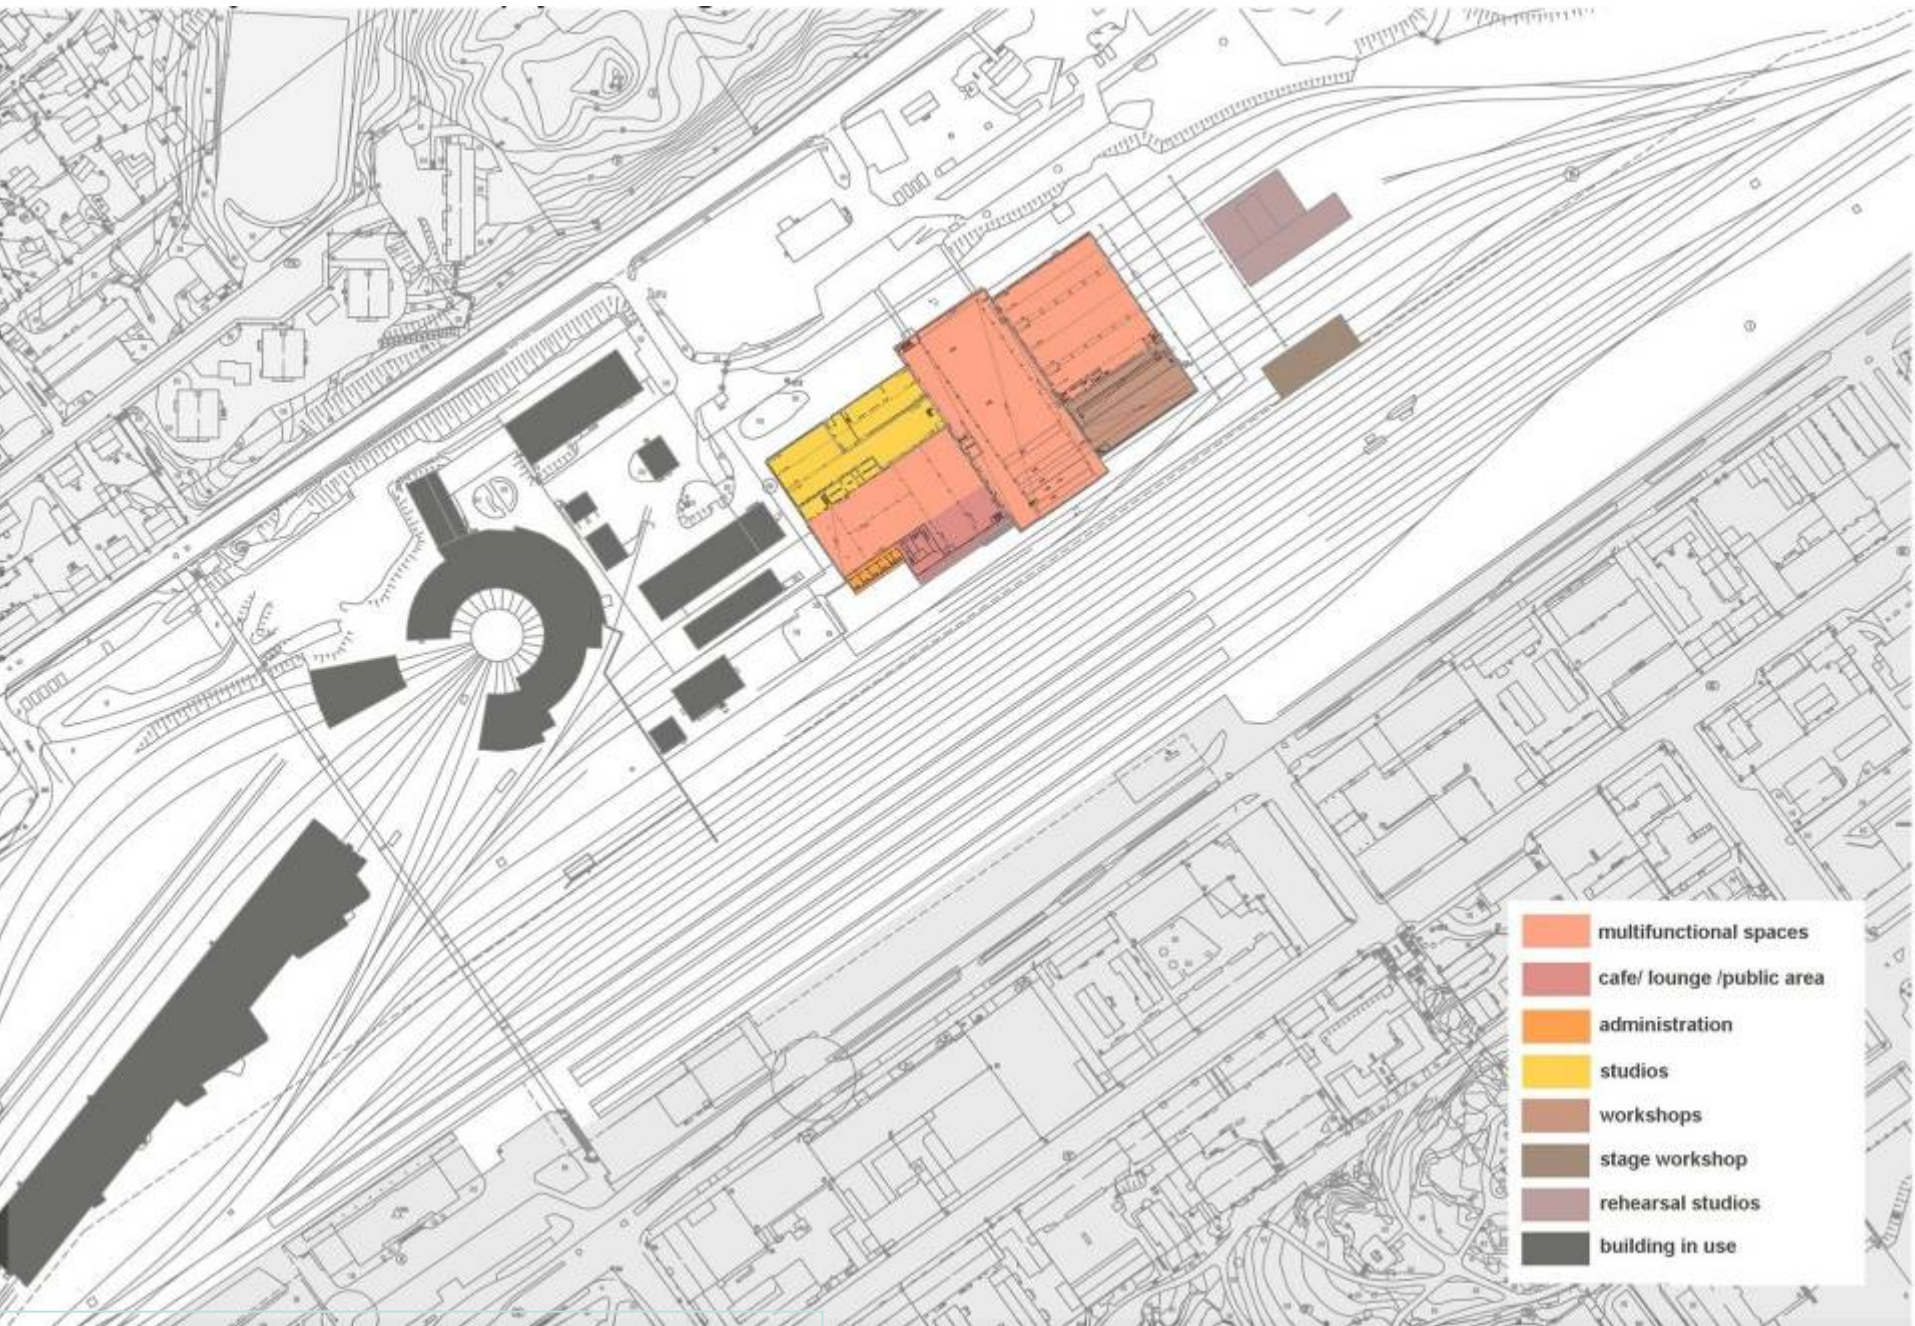 multifunctional spaces
cafe/ lounge /public area
administration
studios
workshops
stage workshop
rehearsal studios
building in use